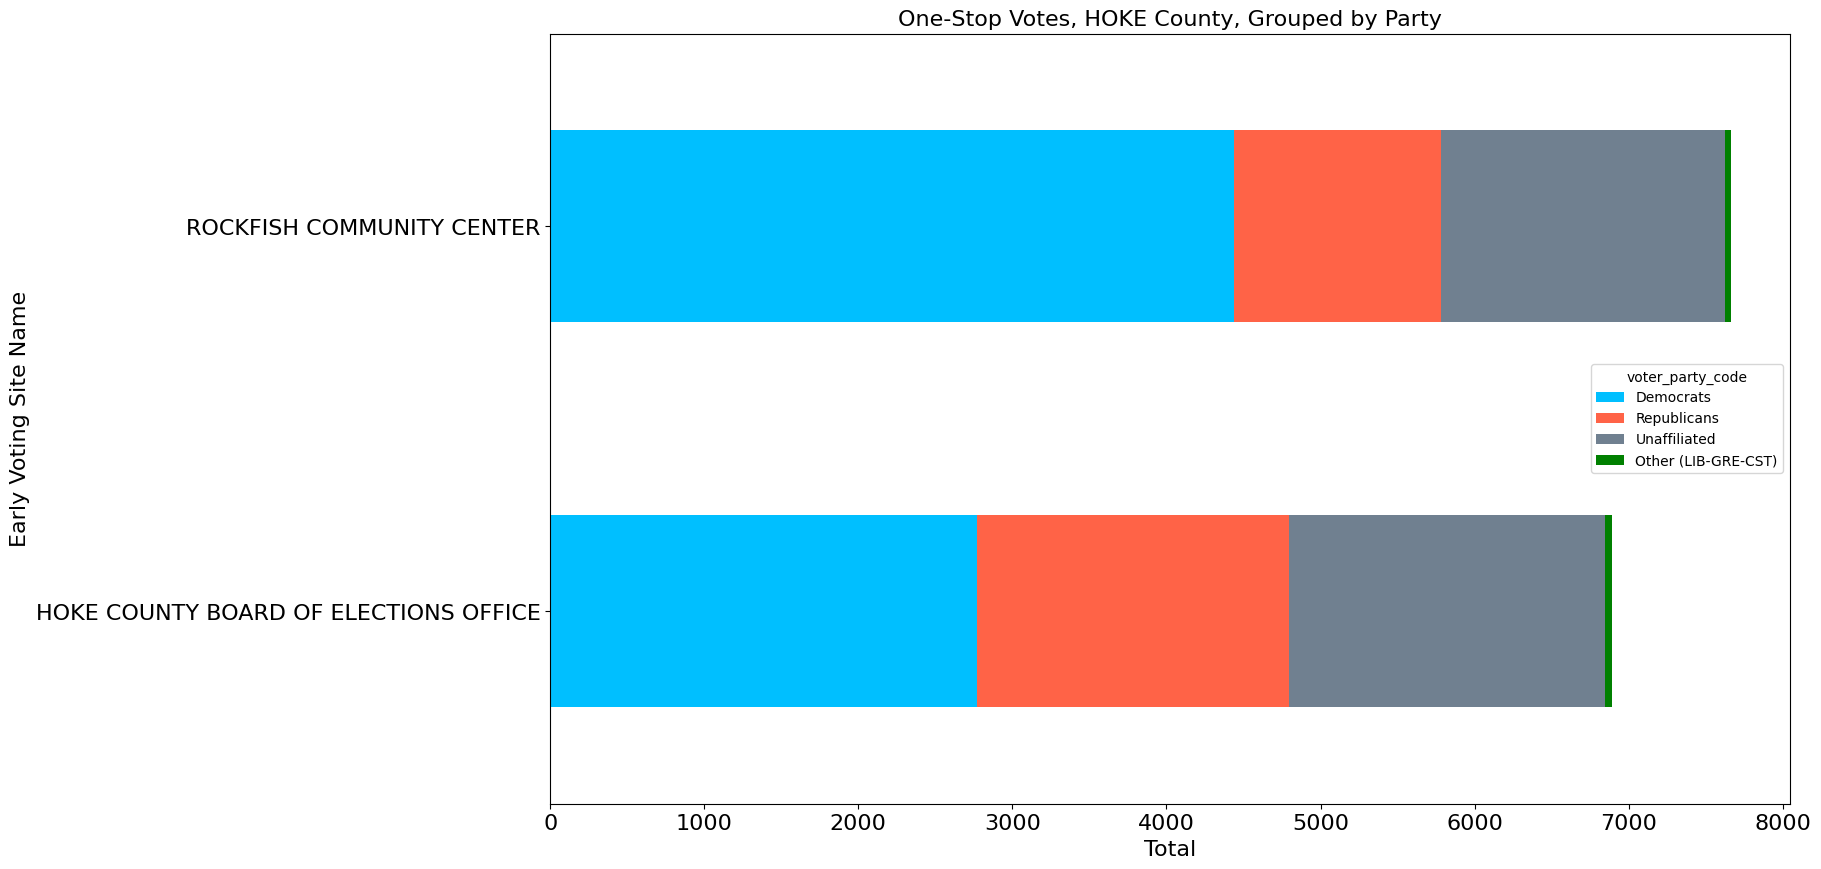 One-Stop Votes, HOKE County, Grouped by Party
Early Voting Site Name
ROCKFISH COMMUNITY CENTER
HOKE COUNTY BOARD OF ELECTIONS OFFICE
voter_party_code
Democrats
Republicans
Unaffiliated
Other (LIB-GRE-CST)
0 1000 2000 3000 4000 5000 6000 7000 8000
Total